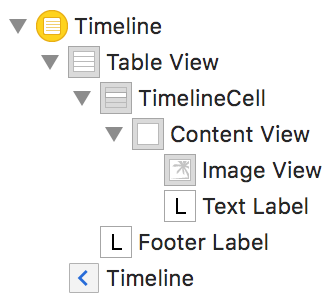 Timeline
Table View
TimelineCell
Content View
Image View
L Text Label
L Footer Label
Timeline